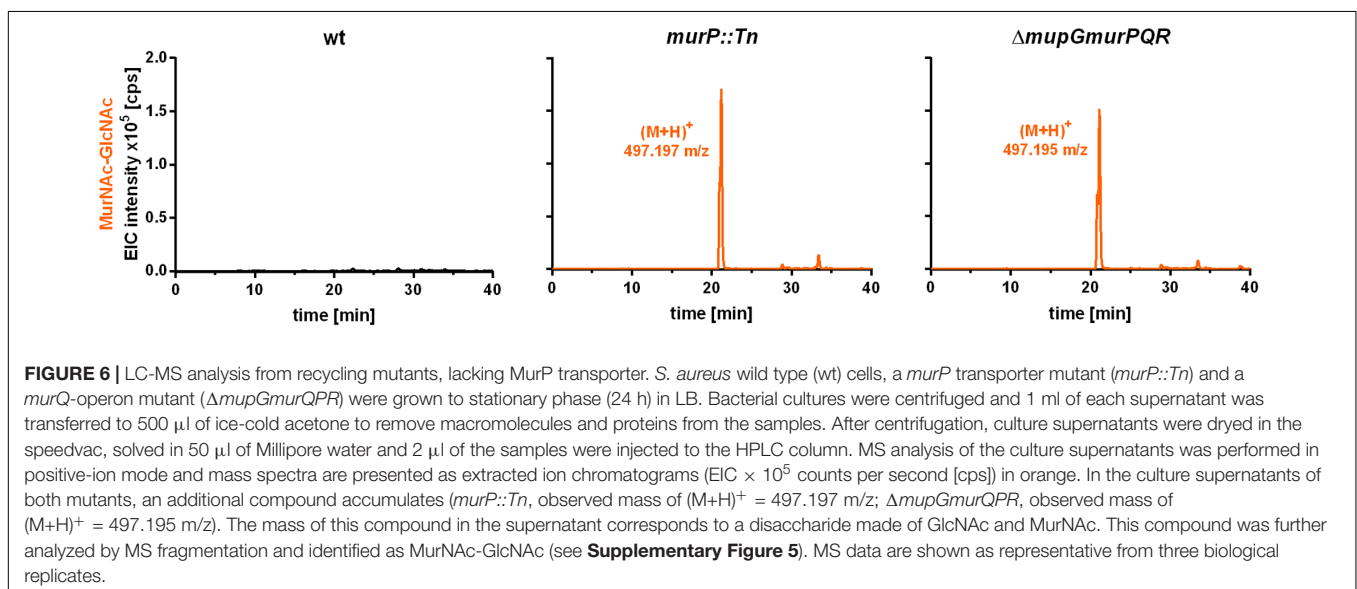 wt
murP::Tn
ΔmupGmurPQR
MurNAc-GlcNAc
EIC intensity x10⁵ [cps]
2.0
1.5
1.0
0.5
0.0
(M+H)⁺
497.197 m/z
(M+H)⁺
497.195 m/z
0 10 20 30 40
0 10 20 30 40
0 10 20 30 40
time [min]
time [min]
time [min]
FIGURE 6 | LC-MS analysis from recycling mutants, lacking MurP transporter. S. aureus wild type (wt) cells, a murP transporter mutant (murP::Tn) and a
murQ-operon mutant (ΔmupGmurQPR) were grown to stationary phase (24 h) in LB. Bacterial cultures were centrifuged and 1 ml of each supernatant was
transferred to 500 μl of ice-cold acetone to remove macromolecules and proteins from the samples. After centrifugation, culture supernatants were dryed in the
speedvac, solved in 50 μl of Millipore water and 2 μl of the samples were injected to the HPLC column. MS analysis of the culture supernatants was performed in
positive-ion mode and mass spectra are presented as extracted ion chromatograms (EIC × 10⁵ counts per second [cps]) in orange. In the culture supernatants of
both mutants, an additional compound accumulates (murP::Tn, observed mass of (M+H)⁺ = 497.197 m/z; ΔmupGmurQPR, observed mass of
(M+H)⁺ = 497.195 m/z). The mass of this compound in the supernatant corresponds to a disaccharide made of GlcNAc and MurNAc. This compound was further
analyzed by MS fragmentation and identified as MurNAc-GlcNAc (see Supplementary Figure 5). MS data are shown as representative from three biological
replicates.